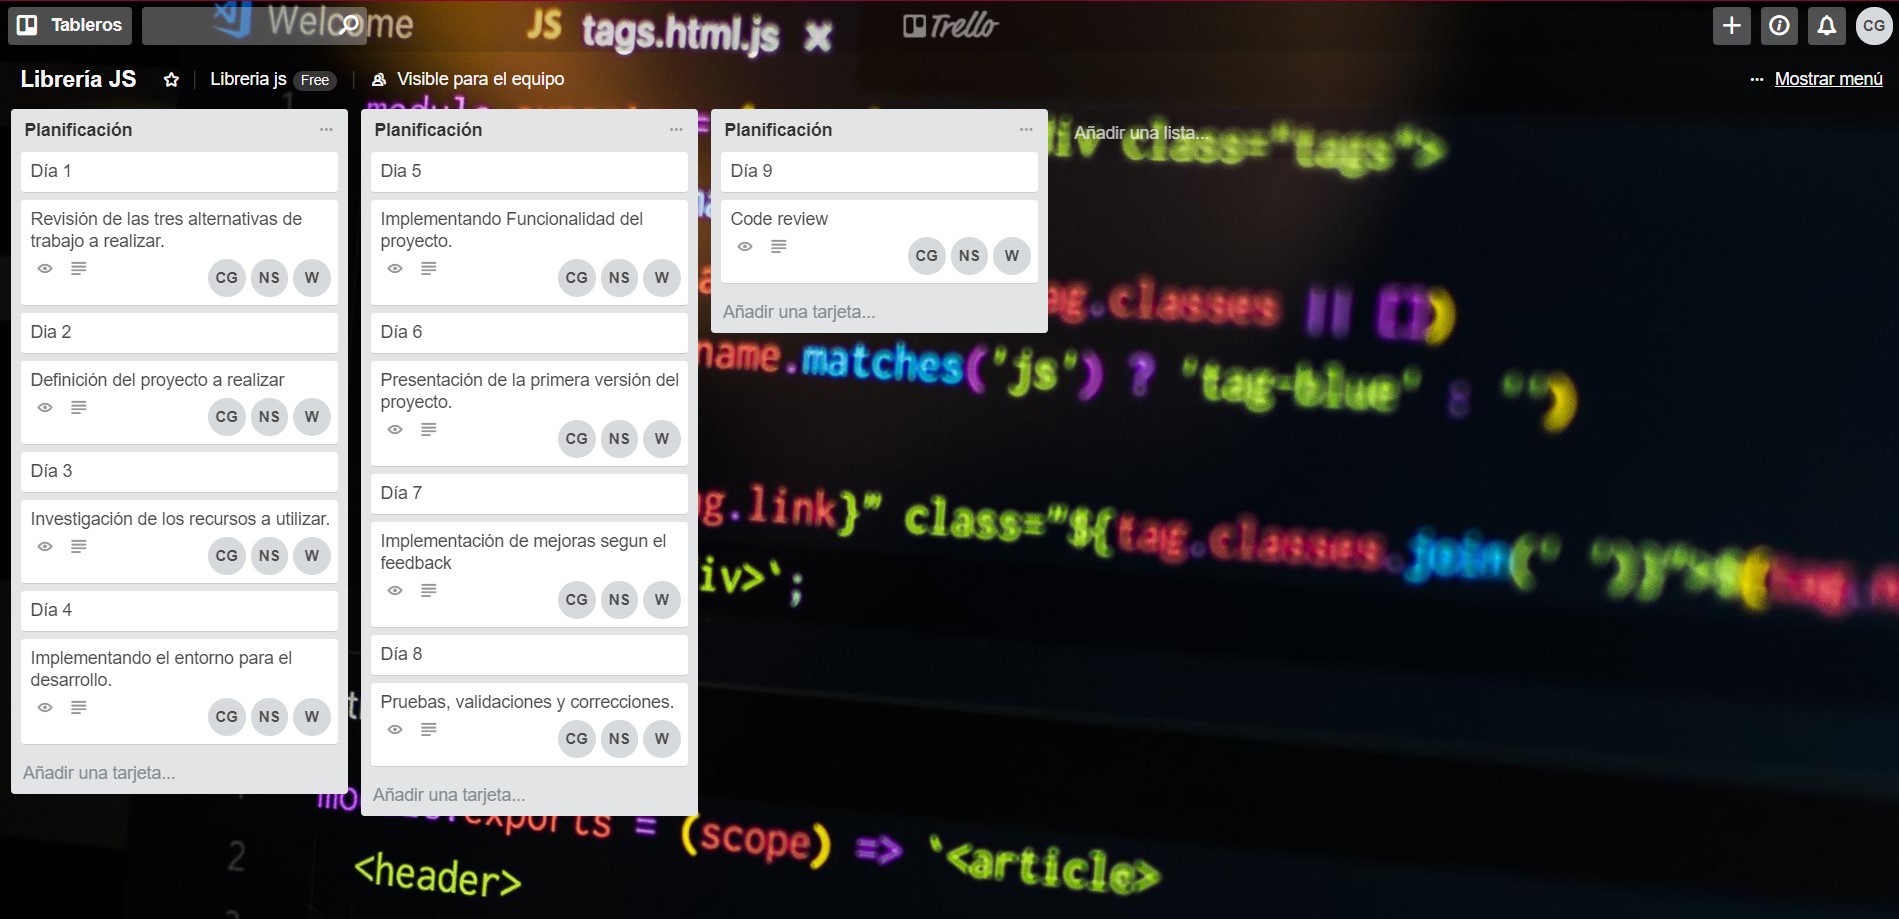 Tableros
Welcome
JS tags.html.js ×
Trello
CG
Librería JS
Libreria js Free
Visible para el equipo
··· Mostrar menú
Planificación ···
Día 1
Revisión de las tres alternativas de
trabajo a realizar.
CG NS W
Dia 2
Definición del proyecto a realizar
CG NS W
Día 3
Investigación de los recursos a utilizar.
CG NS W
Día 4
Implementando el entorno para el
desarrollo.
CG NS W
Añadir una tarjeta...
Planificación ···
Dia 5
Implementando Funcionalidad del
proyecto.
CG NS W
Día 6
Presentación de la primera versión del
proyecto.
CG NS W
Día 7
Implementación de mejoras segun el
feedback
CG NS W
Día 8
Pruebas, validaciones y correcciones.
CG NS W
Añadir una tarjeta...
Planificación ···
Día 9
Code review
CG NS W
Añadir una tarjeta...
Añadir una lista...
class="tags">
.classes || [])
name.matches('js') ? 'tag-blue' : '')
.link}" class="${tag.classes.join(' ')}">${tag.
iv>`;
exports = (scope) => `<article>
2
<header>